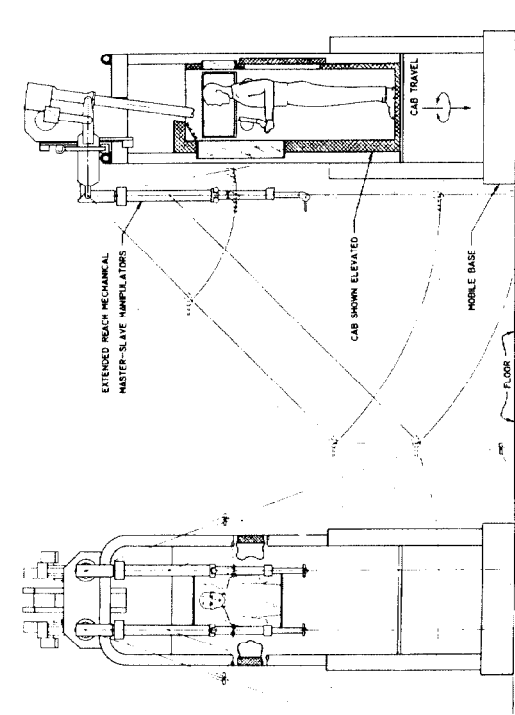 EXTENDED REACH MECHANICAL
MASTER-SLAVE MANIPULATORS
CAB TRAVEL
CAB SHOWN ELEVATED
MOBILE BASE
FLOOR